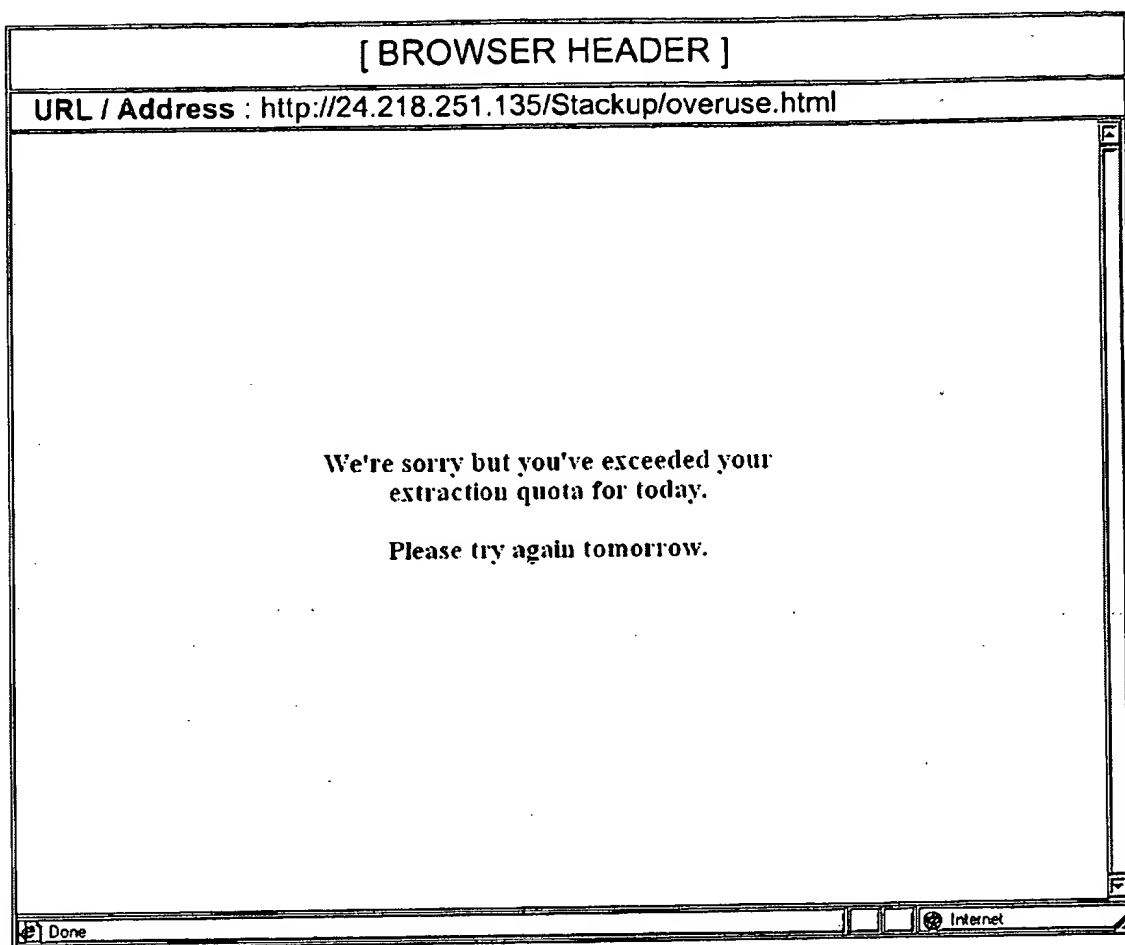 [ BROWSER HEADER ]
URL / Address : http://24.218.251.135/Stackup/overuse.html
We're sorry but you've exceeded your
extraction quota for today.
Please try again tomorrow.
Done
Internet